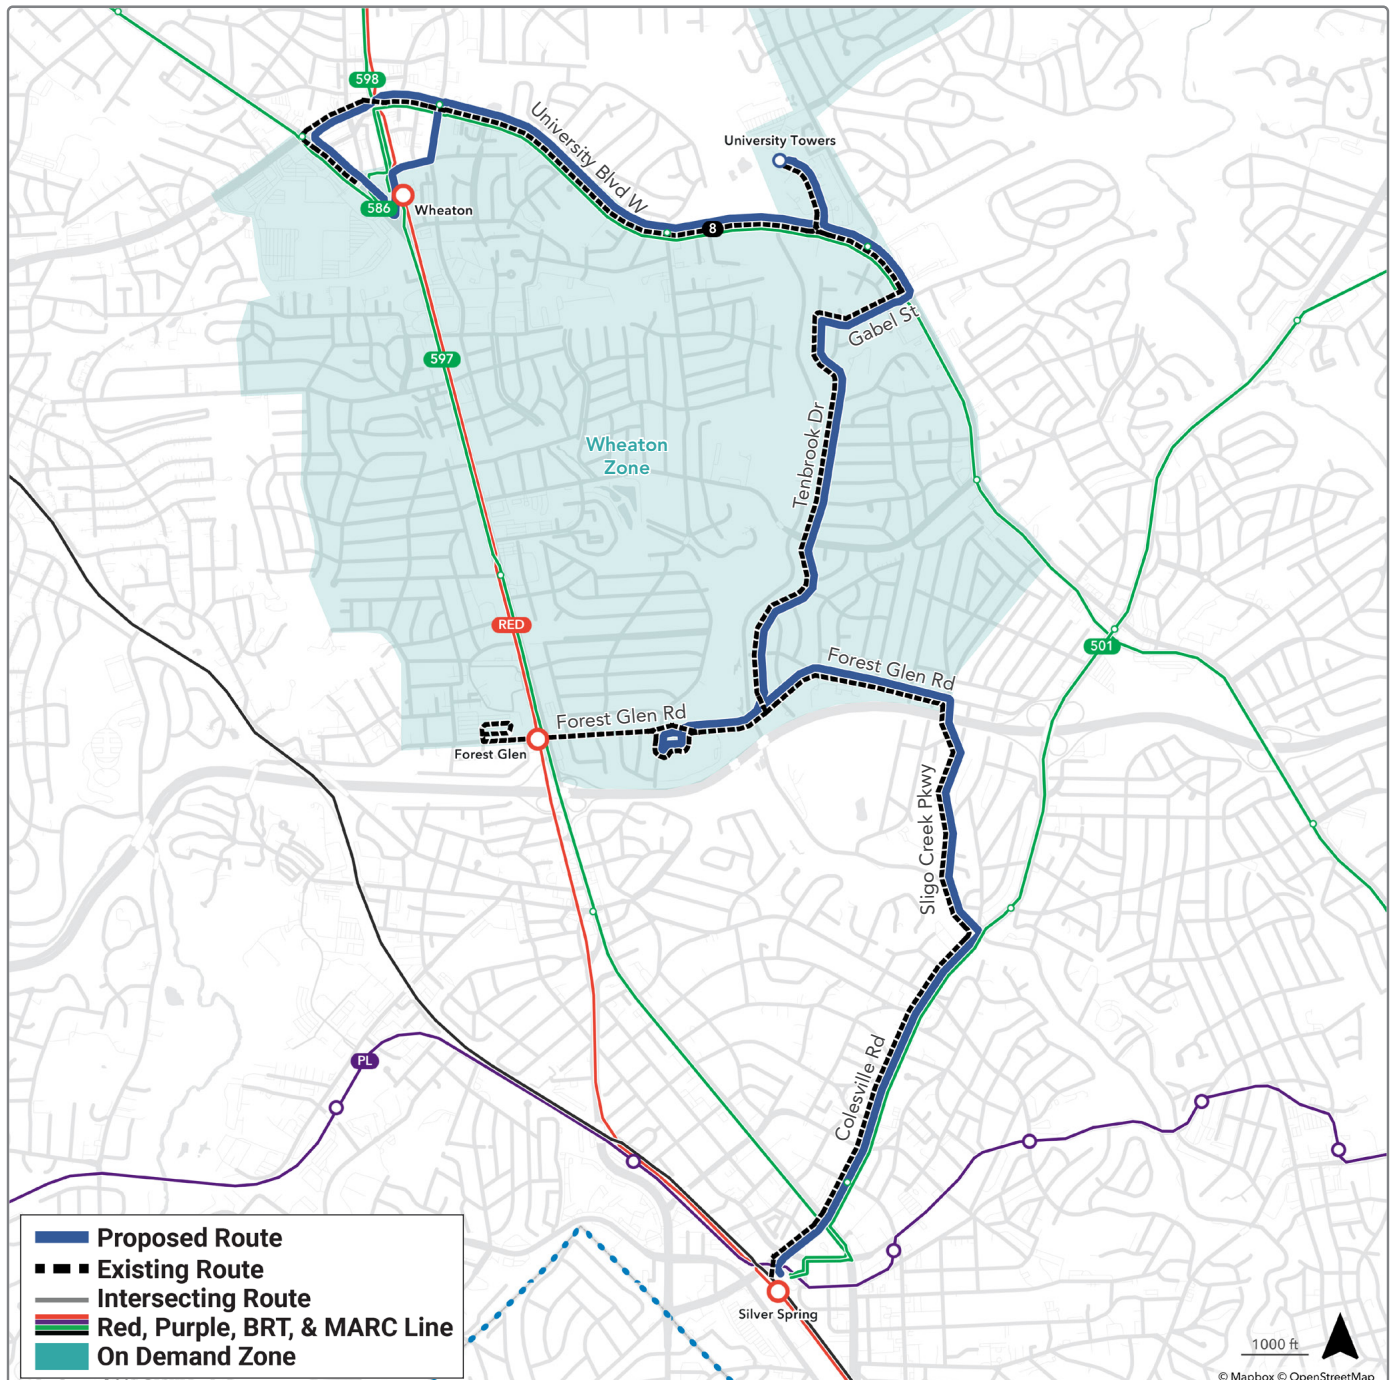 598
University Blvd W
University Towers
586
Wheaton
8
Gabel St
597
Tenbrook Dr
Wheaton
Zone
RED
501
Forest Glen Rd
Forest Glen Rd
Forest Glen
Sligo Creek Pkwy
Colesville Rd
PL
Silver Spring
Proposed Route
Existing Route
Intersecting Route
Red, Purple, BRT, & MARC Line
On Demand Zone
1000 ft
© Mapbox © OpenStreetMap